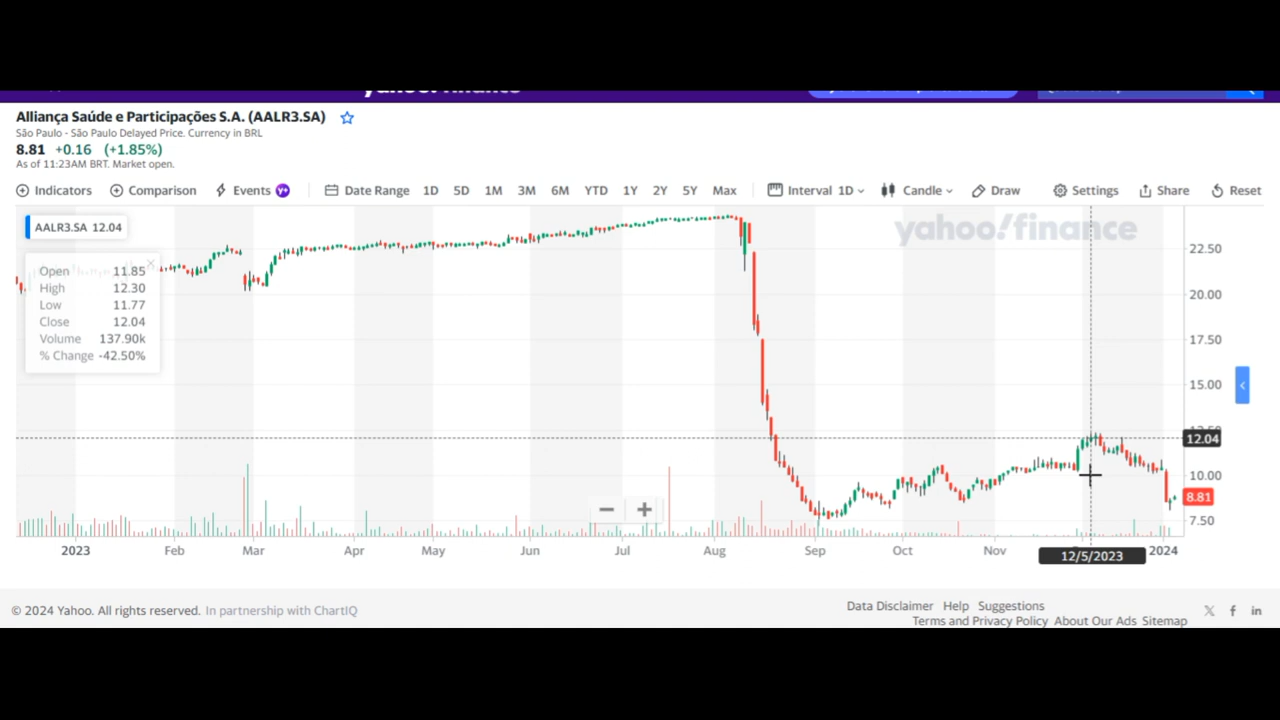 Alliança Saúde e Participações S.A. (AALR3.SA)
São Paulo - São Paulo Delayed Price. Currency in BRL
8.81 +0.16 (+1.85%)
As of 11:23AM BRT. Market open.
Indicators Comparison Events Y+ Date Range 1D 5D 1M 3M 6M YTD 1Y 2Y 5Y Max Interval 1D Candle Draw Settings Share Reset
AALR3.SA 12.04
yahoo!finance
Open 11.85
High 12.30
Low 11.77
Close 12.04
Volume 137.90k
% Change -42.50%
22.50
20.00
17.50
15.00
12.04
10.00
8.81
7.50
2023 Feb Mar Apr May Jun Jul Aug Sep Oct Nov 12/5/2023 2024
© 2024 Yahoo. All rights reserved. In partnership with ChartIQ
Data Disclaimer Help Suggestions
Terms and Privacy Policy About Our Ads Sitemap